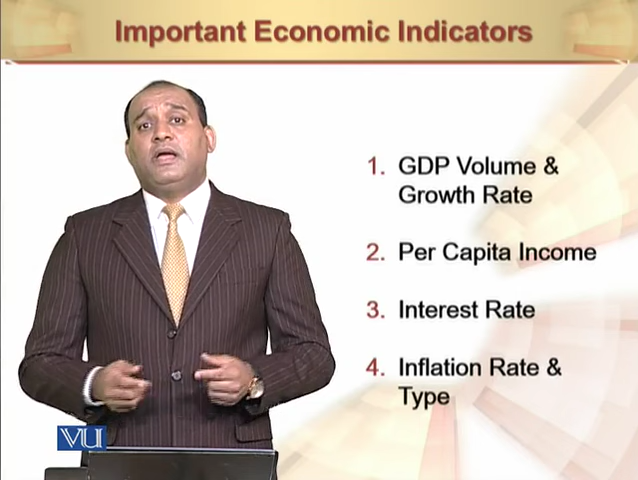 Important Economic Indicators
1. GDP Volume &
Growth Rate
2. Per Capita Income
3. Interest Rate
4. Inflation Rate &
Type
VU